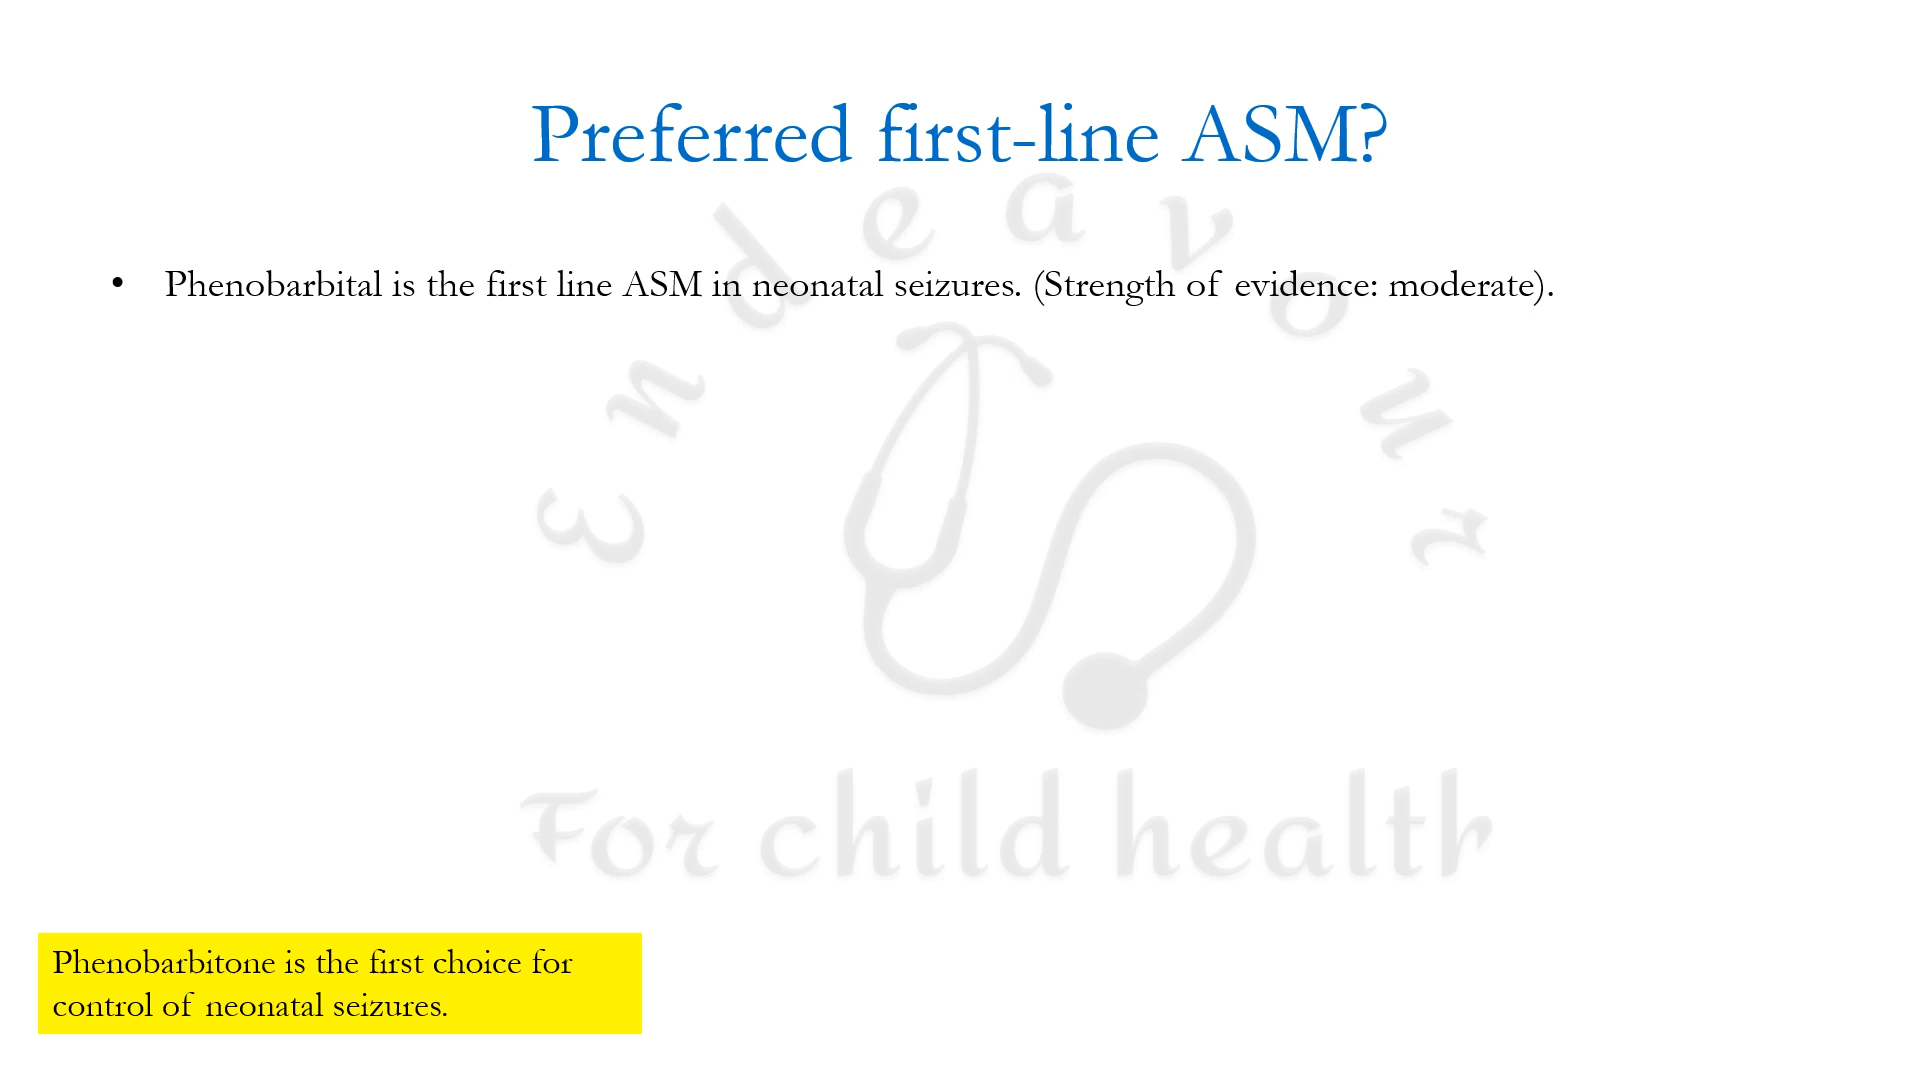 Preferred first-line ASM?
Endeavour
• Phenobarbital is the first line ASM in neonatal seizures. (Strength of evidence: moderate).
For child health
Phenobarbitone is the first choice for
control of neonatal seizures.